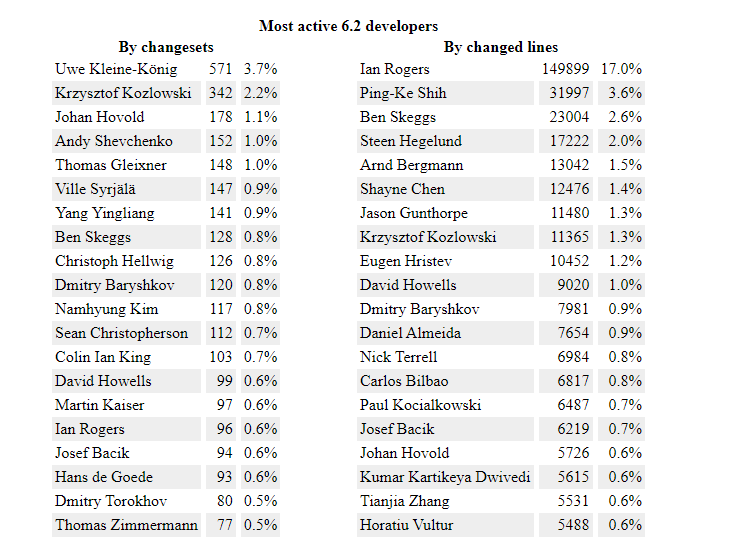 Most active 6.2 developers
By changesets By changed lines
Uwe Kleine-König 571 3.7% Ian Rogers 149899 17.0%
Krzysztof Kozlowski 342 2.2% Ping-Ke Shih 31997 3.6%
Johan Hovold 178 1.1% Ben Skeggs 23004 2.6%
Andy Shevchenko 152 1.0% Steen Hegelund 17222 2.0%
Thomas Gleixner 148 1.0% Arnd Bergmann 13042 1.5%
Ville Syrjälä 147 0.9% Shayne Chen 12476 1.4%
Yang Yingliang 141 0.9% Jason Gunthorpe 11480 1.3%
Ben Skeggs 128 0.8% Krzysztof Kozlowski 11365 1.3%
Christoph Hellwig 126 0.8% Eugen Hristev 10452 1.2%
Dmitry Baryshkov 120 0.8% David Howells 9020 1.0%
Namhyung Kim 117 0.8% Dmitry Baryshkov 7981 0.9%
Sean Christopherson 112 0.7% Daniel Almeida 7654 0.9%
Colin Ian King 103 0.7% Nick Terrell 6984 0.8%
David Howells 99 0.6% Carlos Bilbao 6817 0.8%
Martin Kaiser 97 0.6% Paul Kocialkowski 6487 0.7%
Ian Rogers 96 0.6% Josef Bacik 6219 0.7%
Josef Bacik 94 0.6% Johan Hovold 5726 0.6%
Hans de Goede 93 0.6% Kumar Kartikeya Dwivedi 5615 0.6%
Dmitry Torokhov 80 0.5% Tianjia Zhang 5531 0.6%
Thomas Zimmermann 77 0.5% Horatiu Vultur 5488 0.6%